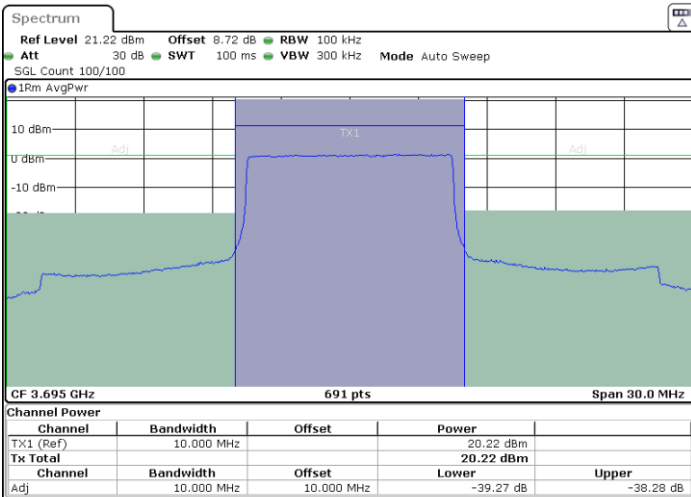 Spectrum
Ref Level 21.22 dBm Offset 8.72 dB RBW 100 kHz
Att 30 dB SWT 100 ms VBW 300 kHz Mode Auto Sweep
SGL Count 100/100
1Rm AvgPwr
10 dBm
TX1
Adj Adj
0 dBm
-10 dBm
CF 3.695 GHz 691 pts Span 30.0 MHz
Channel Power
Channel Bandwidth Offset Power
TX1 (Ref) 10.000 MHz 20.22 dBm
Tx Total 20.22 dBm
Channel Bandwidth Offset Lower Upper
Adj 10.000 MHz 10.000 MHz -39.27 dB -38.28 dB